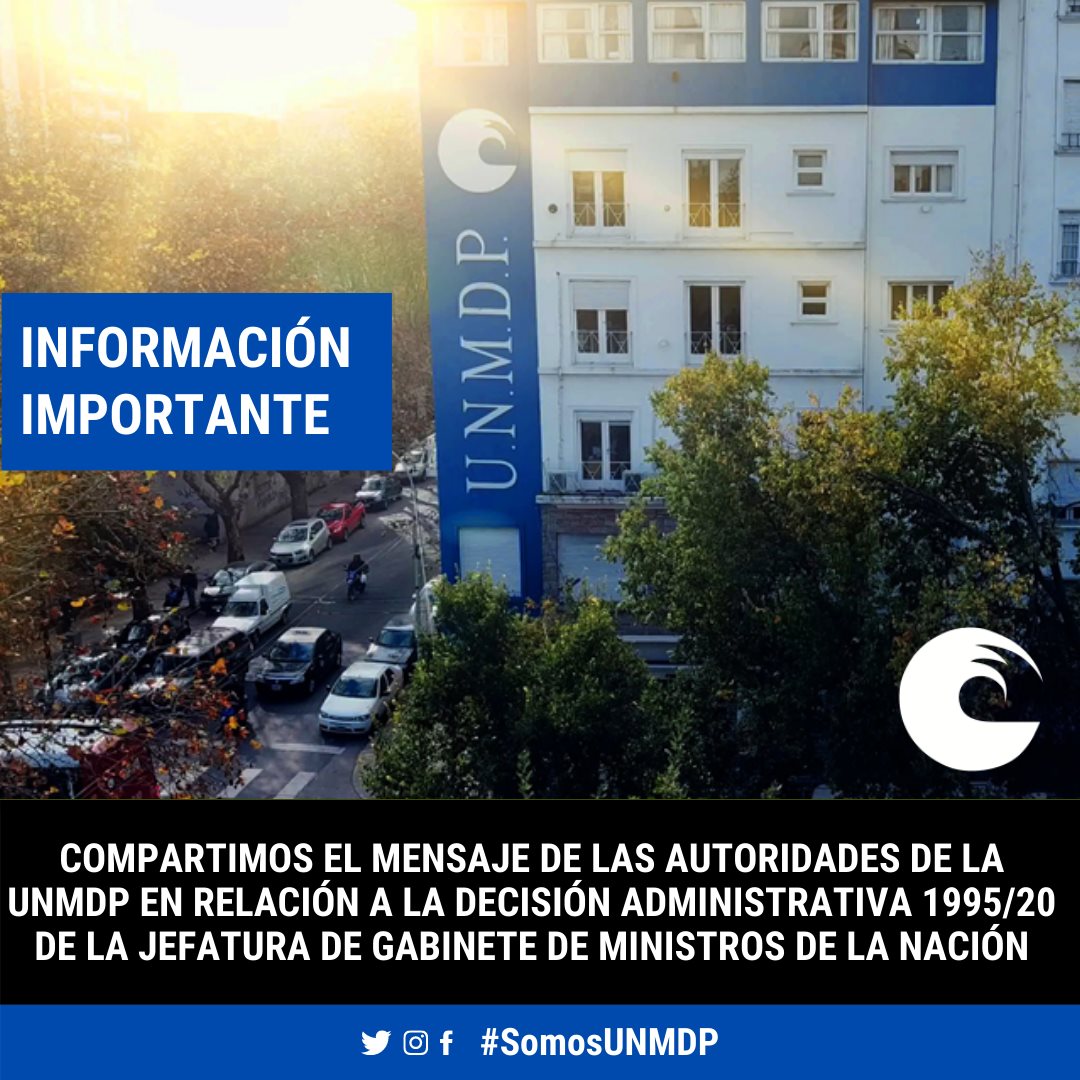 U.N.M.D.P.
INFORMACIÓN
IMPORTANTE
COMPARTIMOS EL MENSAJE DE LAS AUTORIDADES DE LA
UNMDP EN RELACIÓN A LA DECISIÓN ADMINISTRATIVA 1995/20
DE LA JEFATURA DE GABINETE DE MINISTROS DE LA NACIÓN
#SomosUNMDP